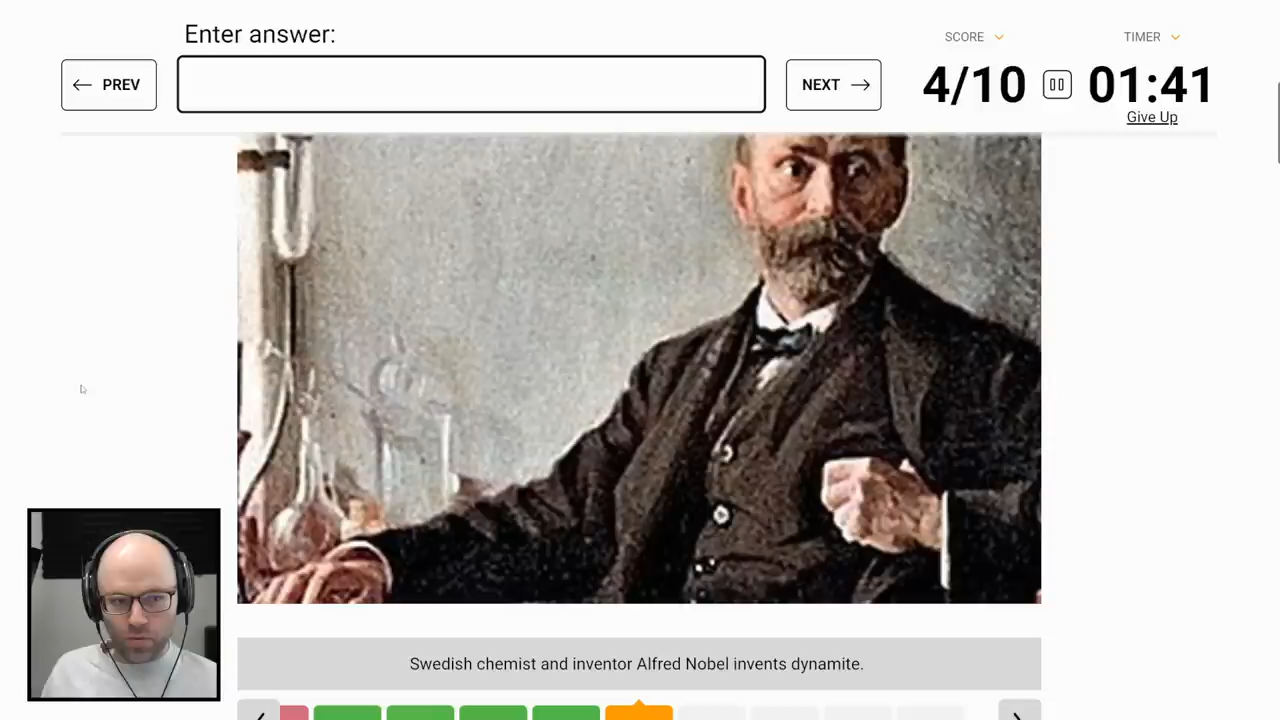 Enter answer:
PREV
NEXT
SCORE
4/10
TIMER
01:41
Give Up
Swedish chemist and inventor Alfred Nobel invents dynamite.